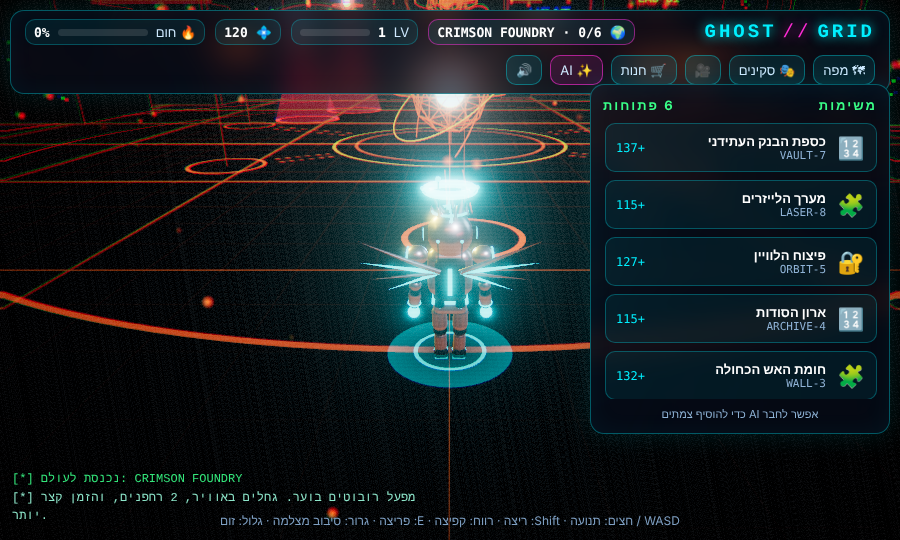 GHOST // GRID
🌍 CRIMSON FOUNDRY · 0/6
LV 1
💠 120
🔥 חום 0%
🗺 מפה
🎭 סקינים
🎥
🛒 חנות
✨ AI
🔊
משימות
6 פתוחות
כספת הבנק העתידני
VAULT-7
+137
מערך הלייזרים
LASER-8
+115
פיצוח הלוויין
ORBIT-5
+127
ארון הסודות
ARCHIVE-4
+115
חומת האש הכחולה
WALL-3
+132
אפשר לחבר AI כדי להוסיף צמתים
[*] נכנסת לעולם: CRIMSON FOUNDRY
[*] מפעל רובוטים בוער. גחלים באוויר, 2 רחפנים, והזמן קצר
יותר.
WASD / חצים: תנועה · Shift: ריצה · רווח: קפיצה · E: פריצה · גרור: סיבוב מצלמה · גלול: זום